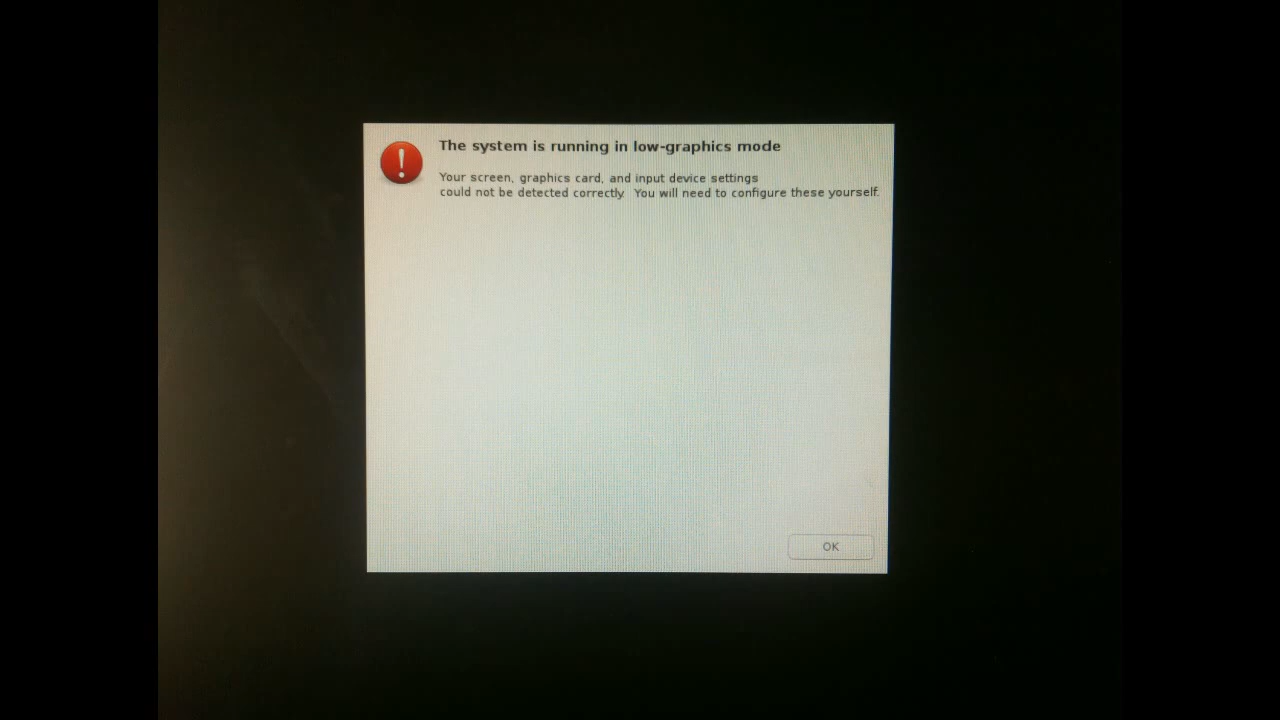 The system is running in low-graphics mode
Your screen, graphics card, and input device settings
could not be detected correctly. You will need to configure these yourself.
OK